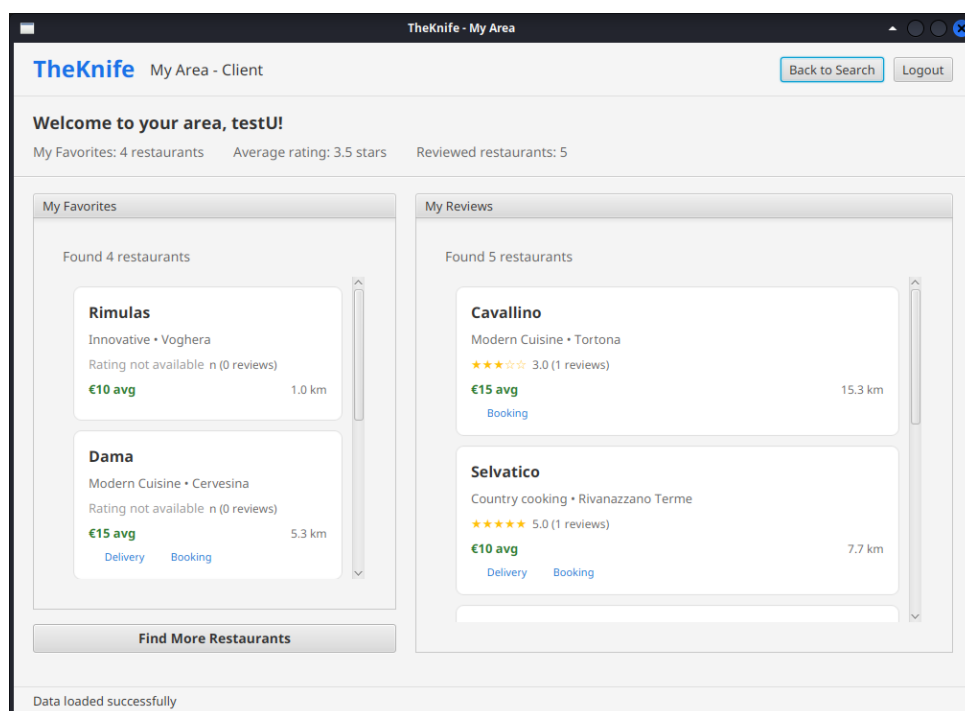 TheKnife - My Area
TheKnife My Area - Client Back to Search Logout
Welcome to your area, testU!
My Favorites: 4 restaurants Average rating: 3.5 stars Reviewed restaurants: 5
My Favorites
Found 4 restaurants
Rimulas
Innovative • Voghera
Rating not available n (0 reviews)
€10 avg 1.0 km
Dama
Modern Cuisine • Cervesina
Rating not available n (0 reviews)
€15 avg 5.3 km
Delivery Booking
Find More Restaurants
My Reviews
Found 5 restaurants
Cavallino
Modern Cuisine • Tortona
★★★☆☆ 3.0 (1 reviews)
€15 avg 15.3 km
Booking
Selvatico
Country cooking • Rivanazzano Terme
★★★★★ 5.0 (1 reviews)
€10 avg 7.7 km
Delivery Booking
Data loaded successfully